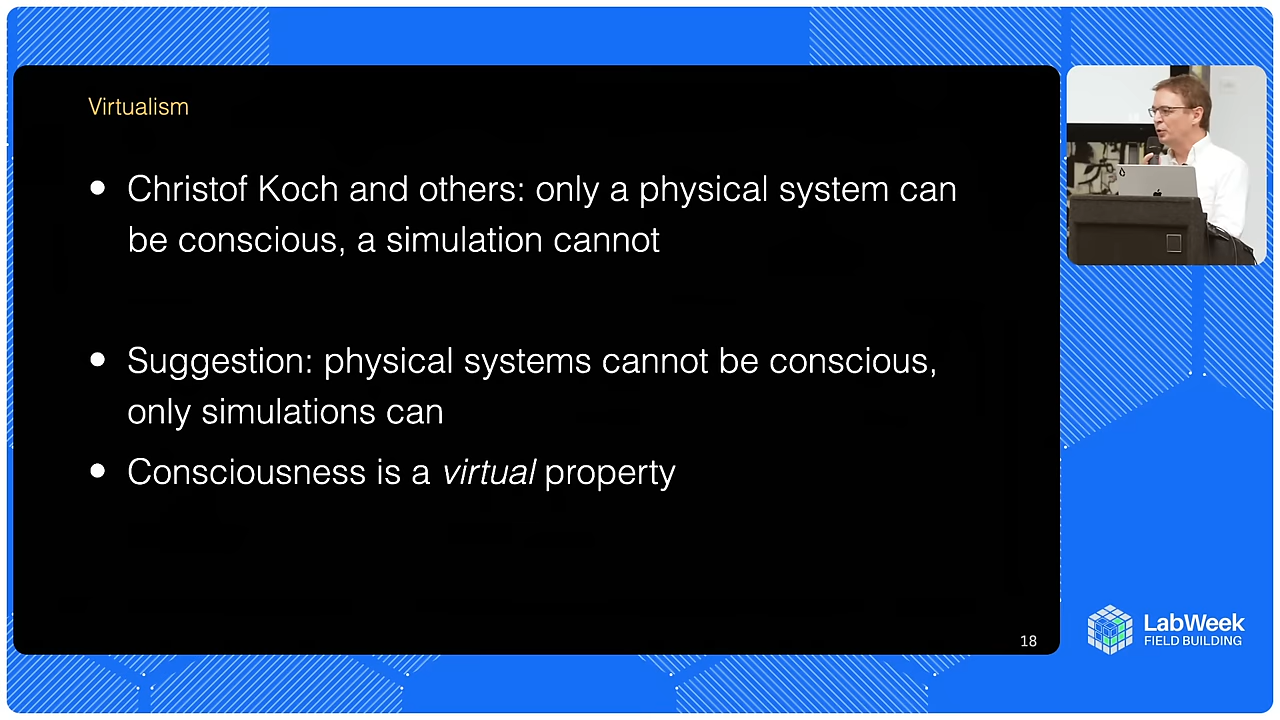 Virtualism
• Christof Koch and others: only a physical system can
be conscious, a simulation cannot
• Suggestion: physical systems cannot be conscious,
only simulations can
• Consciousness is a virtual property
18
LabWeek
FIELD BUILDING